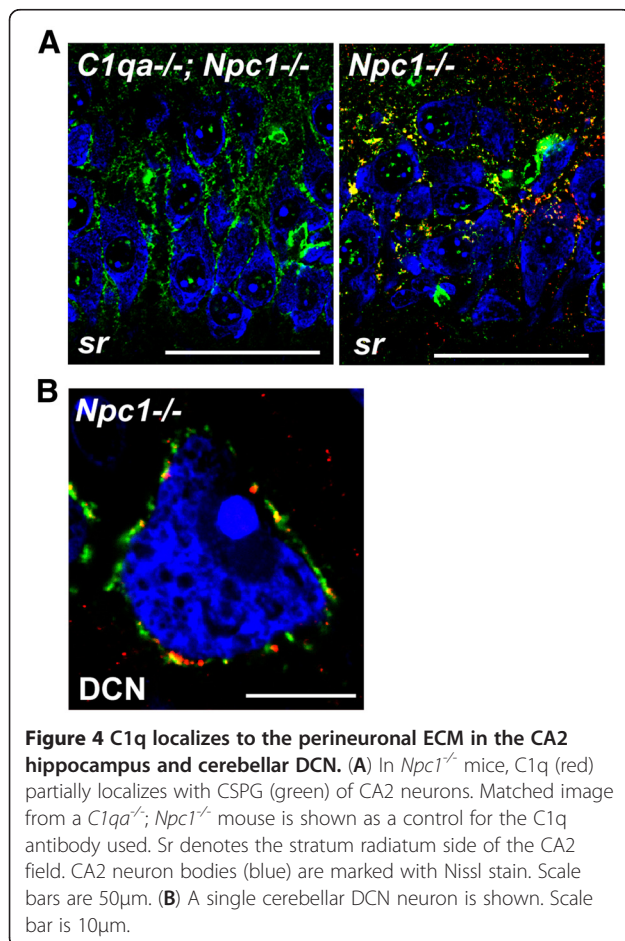 A
C1qa-/-; Npc1-/-
Npc1-/-
sr
sr
B
Npc1-/-
DCN
Figure 4 C1q localizes to the perineuronal ECM in the CA2
hippocampus and cerebellar DCN. (A) In Npc1-/- mice, C1q (red)
partially localizes with CSPG (green) of CA2 neurons. Matched image
from a C1qa-/-; Npc1-/- mouse is shown as a control for the C1q
antibody used. Sr denotes the stratum radiatum side of the CA2
field. CA2 neuron bodies (blue) are marked with Nissl stain. Scale
bars are 50μm. (B) A single cerebellar DCN neuron is shown. Scale
bar is 10μm.